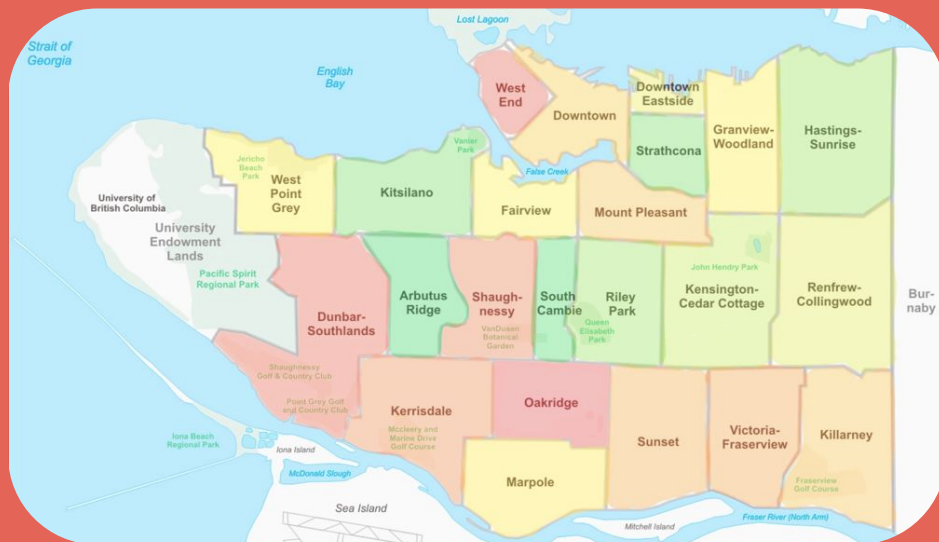 Lost Lagoon
Strait of
Georgia
English
Bay
West
End
Downtown
Downtown
Eastside
Granview-
Woodland
Hastings-
Sunrise
Strathcona
Vanier
Park
Jericho
Beach
Park
West
Point
Grey
Kitsilano
False Creek
Fairview
Mount Pleasant
University of
British Columbia
University
Endowment
Lands
Pacific Spirit
Regional Park
Dunbar-
Southlands
Arbutus
Ridge
Shaugh-
nessy
VanDusen
Botanical
Garden
South
Cambie
Riley
Park
Queen
Elisabeth
Park
John Hendry Park
Kensington-
Cedar Cottage
Renfrew-
Collingwood
Bur-
naby
Shaughnessy
Golf & Country Club
Point Grey Golf
and Country Club
Kerrisdale
Mccleery and
Marine Drive
Golf Course
Oakridge
Sunset
Victoria-
Fraserview
Killarney
Fraserview
Golf Course
Marpole
Iona Beach
Regional Park
Iona Island
McDonald Slough
Sea Island
Mitchell Island
Fraser River (North Arm)